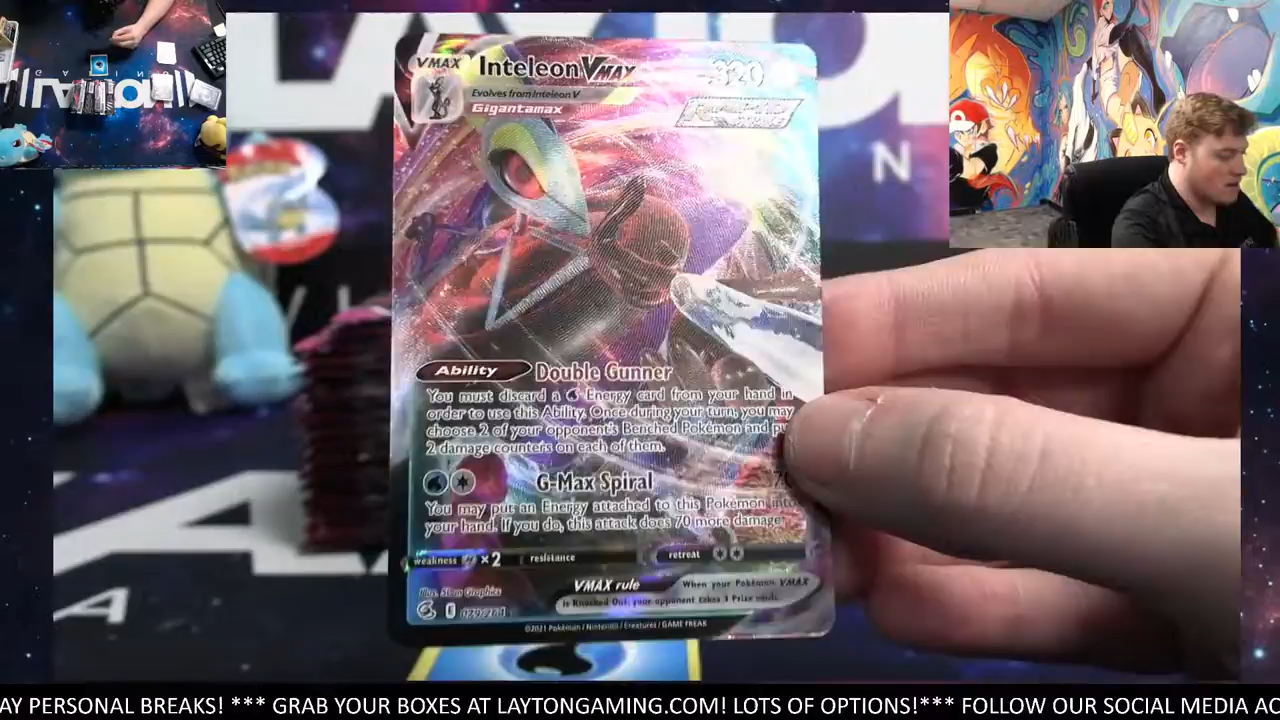 VMAX
Inteleon VMAX
320
Evolves from Inteleon V
Gigantamax
N
Ability Double Gunner
You must discard a Energy card from your hand in
order to use this Ability. Once during your turn, you may
choose 2 of your opponent's Benched Pokémon and
2 damage counters on each of them.
G-Max Spiral 70
You may put an Energy attached to this Pokémon into
your hand. If you do, this attack does 70 more damage
weakness ×2 resistance retreat
VMAX rule When your Pokémon VMAX
is Knocked Out, your opponent takes 3 Prize cards.
Illus.
079/264
©2021 Pokémon / Nintendo / Creatures / GAME FREAK
AY PERSONAL BREAKS! *** GRAB YOUR BOXES AT LAYTONGAMING.COM! LOTS OF OPTIONS!*** FOLLOW OUR SOCIAL MEDIA AC